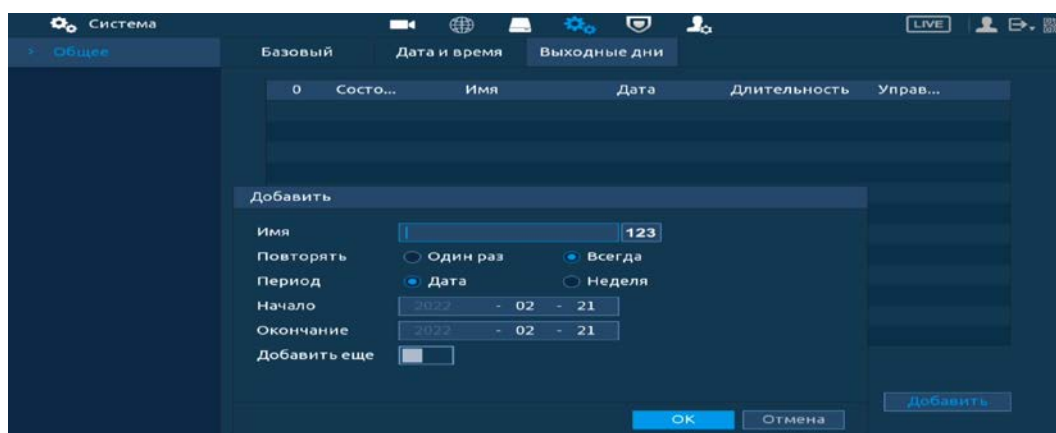 Система LIVE
Общее Базовый Дата и время Выходные дни
0 Состо... Имя Дата Длительность Управ...
Добавить
Имя 123
Повторять Один раз Всегда
Период Дата Неделя
Начало 2022 - 02 - 21
Окончание 2022 - 02 - 21
Добавить еще
Добавить
OK Отмена